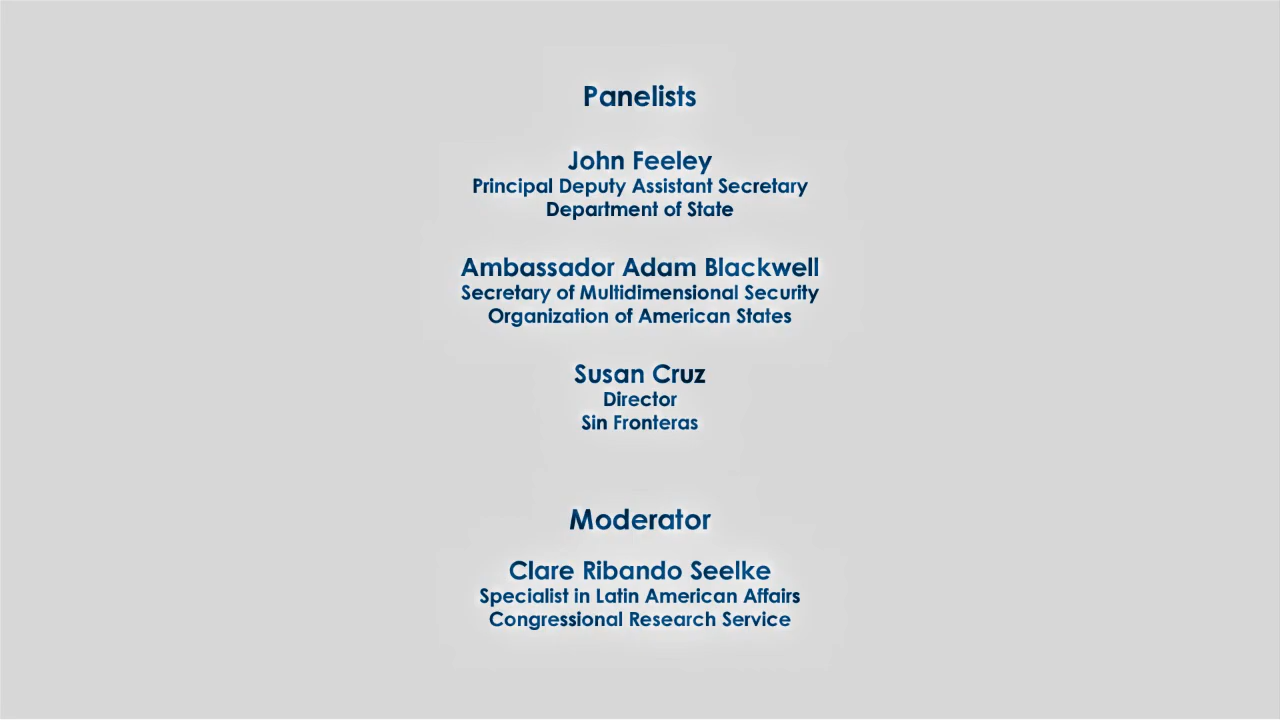 Panelists
John Feeley
Principal Deputy Assistant Secretary
Department of State
Ambassador Adam Blackwell
Secretary of Multidimensional Security
Organization of American States
Susan Cruz
Director
Sin Fronteras
Moderator
Clare Ribando Seelke
Specialist in Latin American Affairs
Congressional Research Service